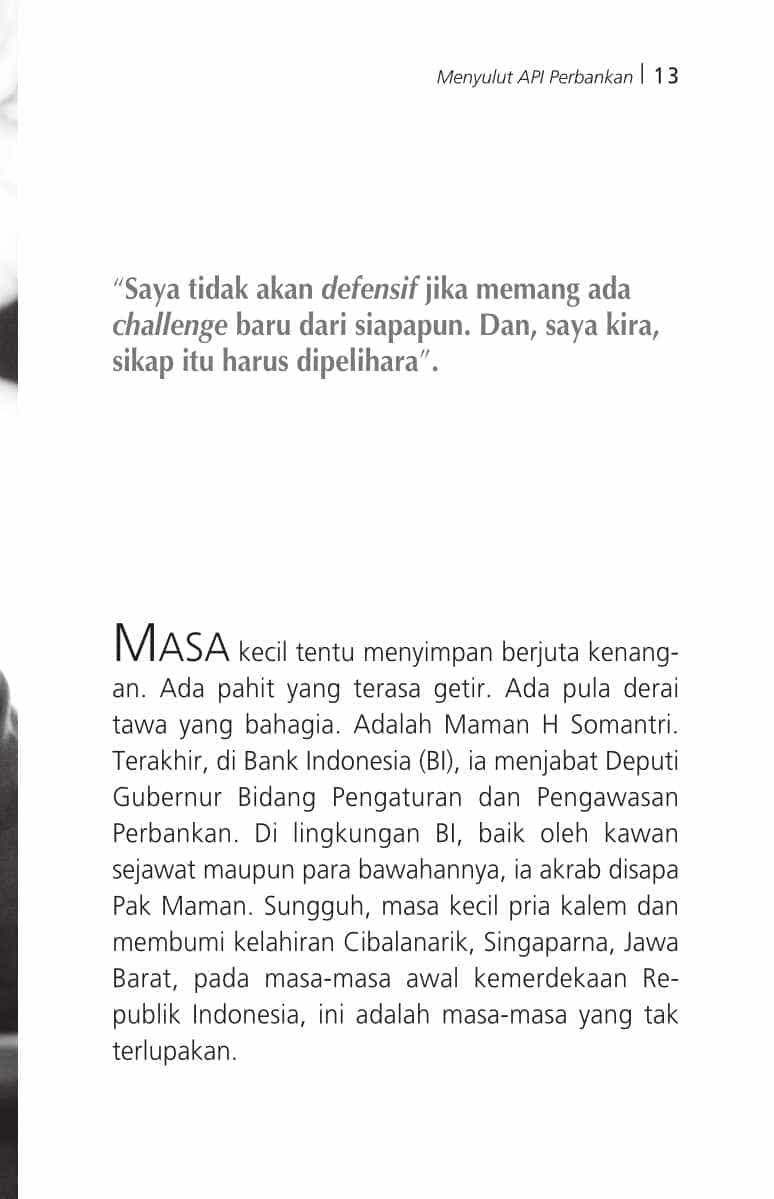 Menyulut API Perbankan | 13
“Saya tidak akan defensif jika memang ada
challenge baru dari siapapun. Dan, saya kira,
sikap itu harus dipelihara”.
MASA kecil tentu menyimpan berjuta kenang-
an. Ada pahit yang terasa getir. Ada pula derai
tawa yang bahagia. Adalah Maman H Somantri.
Terakhir, di Bank Indonesia (BI), ia menjabat Deputi
Gubernur Bidang Pengaturan dan Pengawasan
Perbankan. Di lingkungan BI, baik oleh kawan
sejawat maupun para bawahannya, ia akrab disapa
Pak Maman. Sungguh, masa kecil pria kalem dan
membumi kelahiran Cibalanarik, Singaparna, Jawa
Barat, pada masa-masa awal kemerdekaan Re-
publik Indonesia, ini adalah masa-masa yang tak
terlupakan.